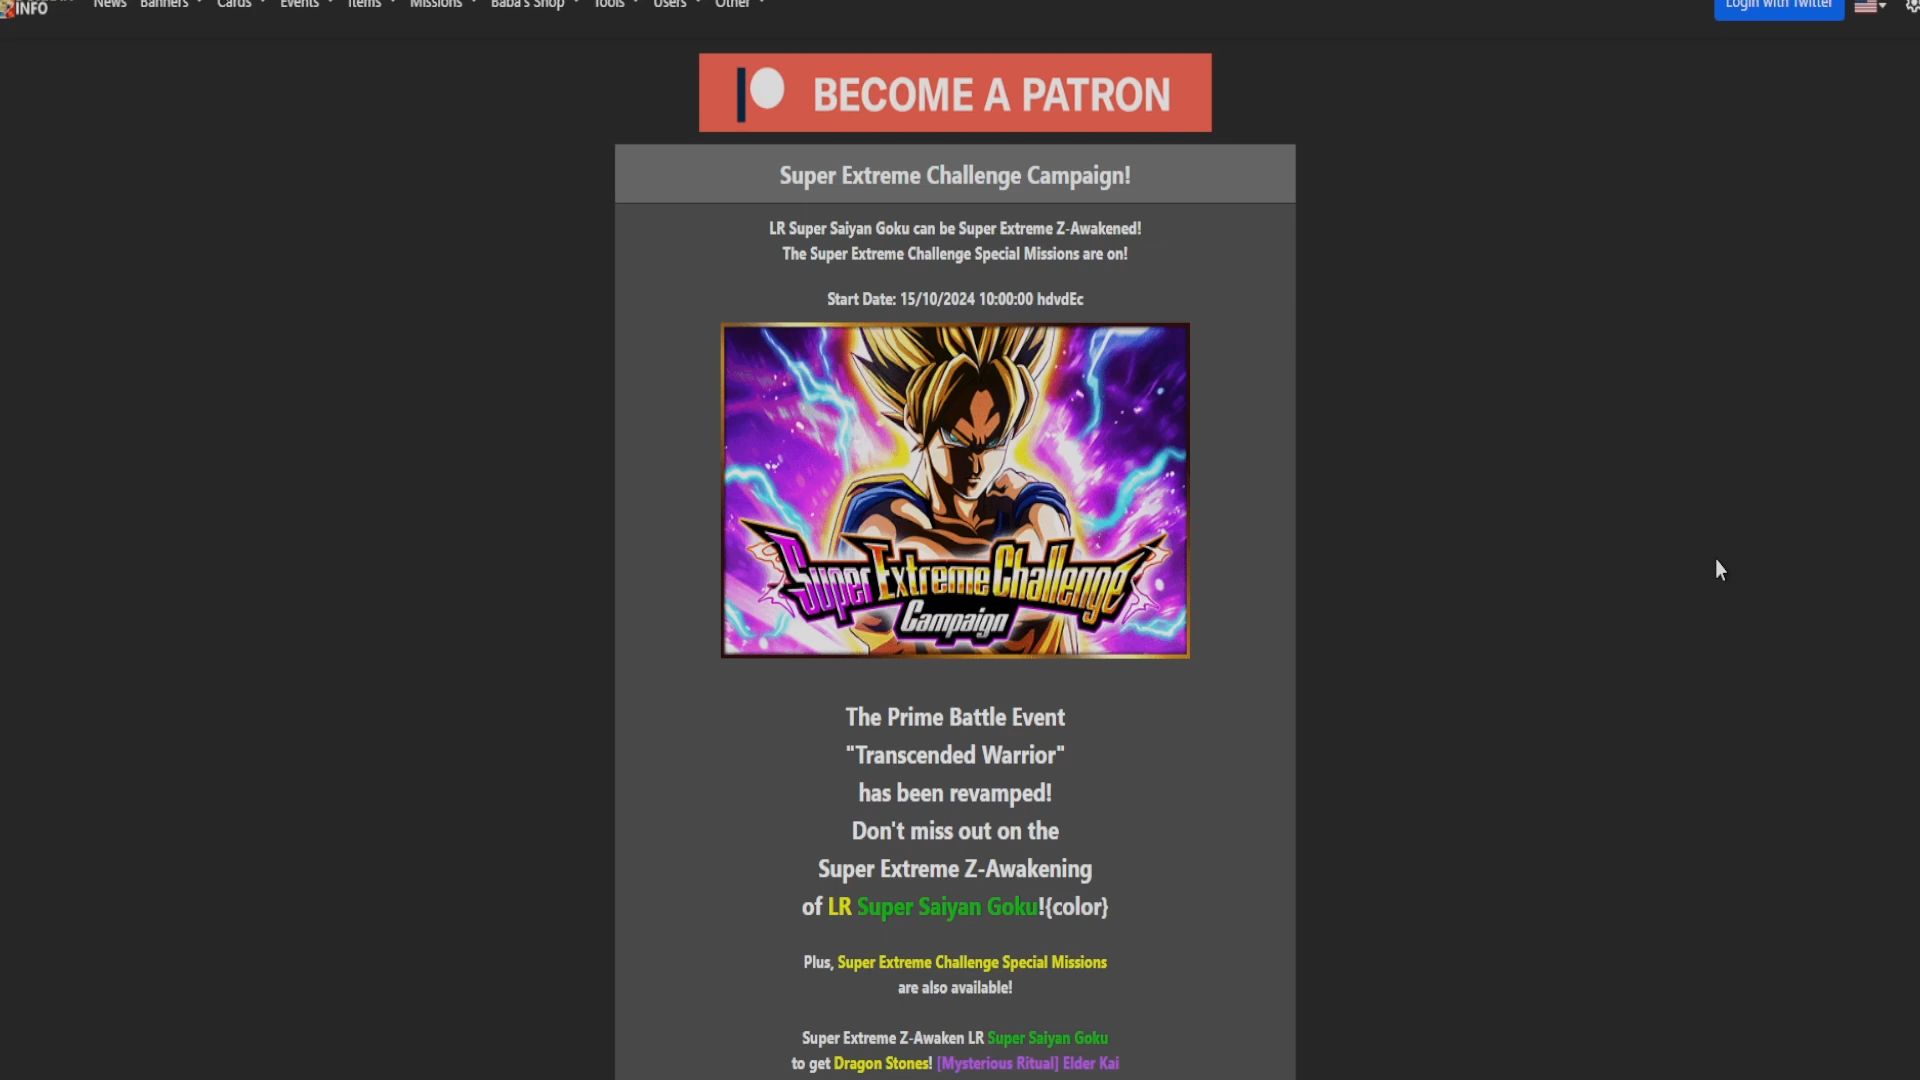 INFO News Banners Cards Events Items Missions Baba's Shop Tools Users Other Login with Twitter
BECOME A PATRON
Super Extreme Challenge Campaign!
LR Super Saiyan Goku can be Super Extreme Z-Awakened!
The Super Extreme Challenge Special Missions are on!
Start Date: 15/10/2024 10:00:00 hdvdEc
Super Extreme Challenge
Campaign
The Prime Battle Event
"Transcended Warrior"
has been revamped!
Don't miss out on the
Super Extreme Z-Awakening
of LR Super Saiyan Goku!{color}
Plus, Super Extreme Challenge Special Missions
are also available!
Super Extreme Z-Awaken LR Super Saiyan Goku
to get Dragon Stones! [Mysterious Ritual] Elder Kai